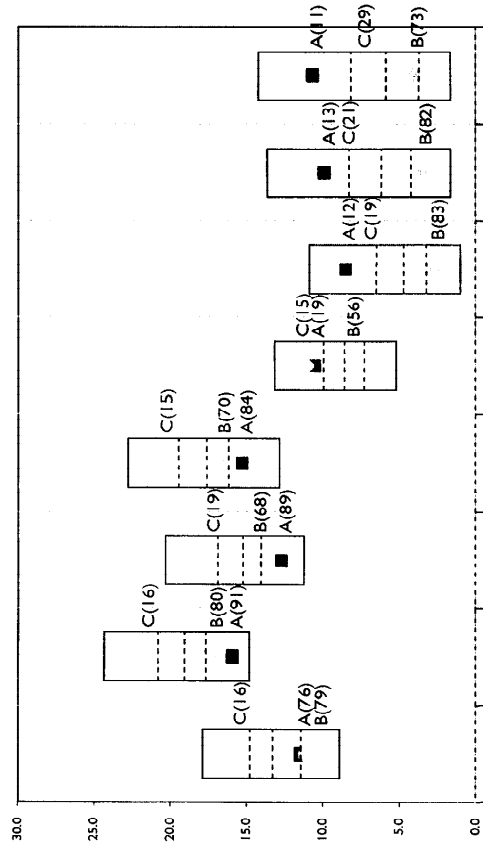 30.0
25.0
20.0
15.0
10.0
5.0
0.0
C(16)
A(76)
B(79)
C(16)
B(80)
A(91)
C(19)
B(68)
A(89)
C(15)
B(70)
A(84)
C(15)
A(19)
B(56)
A(12)
C(19)
B(83)
A(13)
C(21)
B(82)
A(11)
C(29)
B(73)